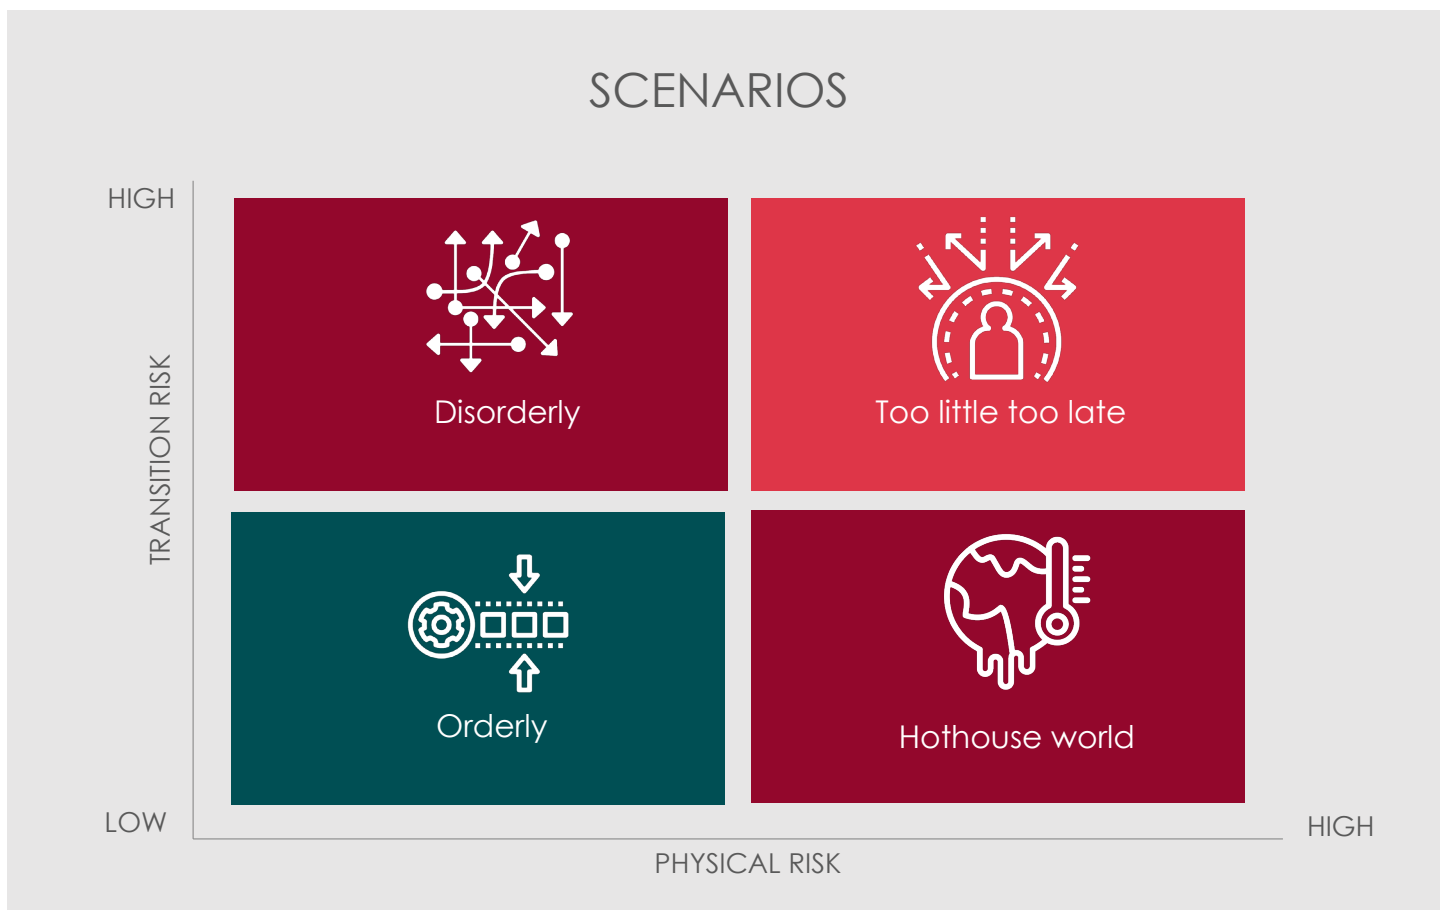 SCENARIOS
HIGH
TRANSITION RISK
Disorderly
Too little too late
Orderly
Hothouse world
LOW
HIGH
PHYSICAL RISK